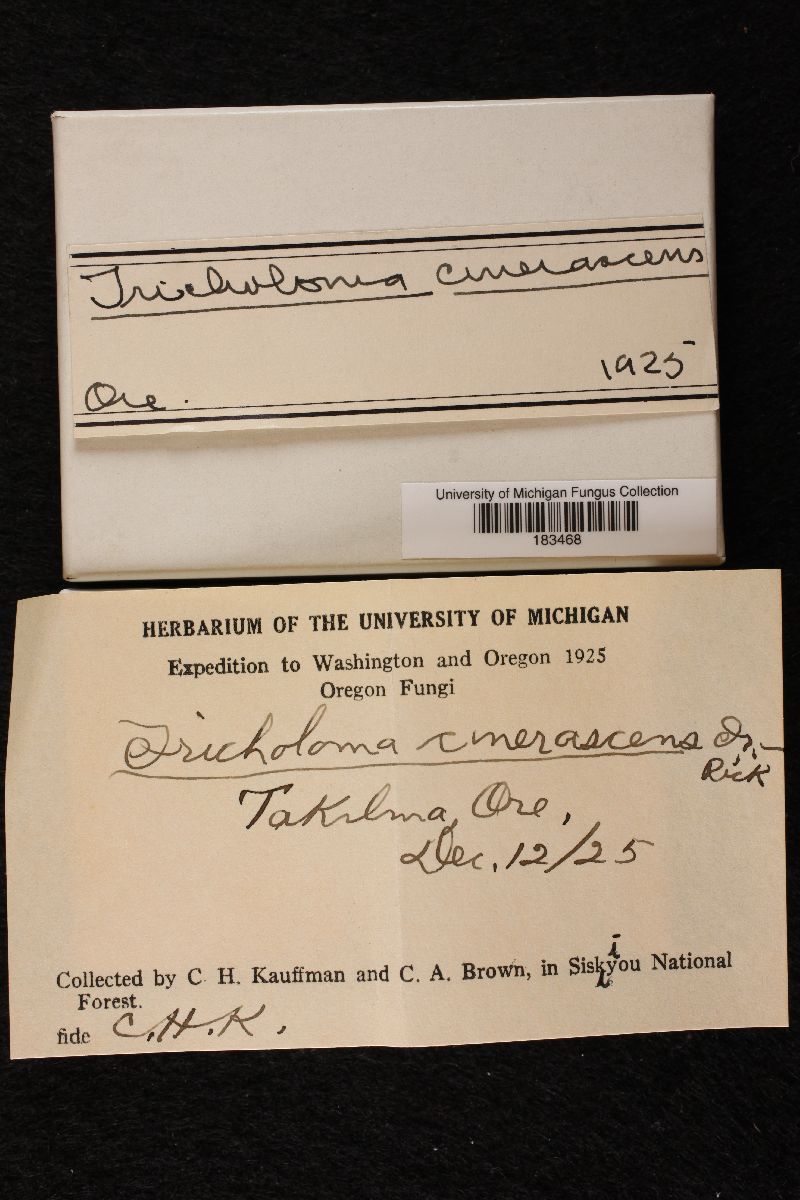 Tricholoma cinerascens
Ore. 1925
University of Michigan Fungus Collection
183468
HERBARIUM OF THE UNIVERSITY OF MICHIGAN
Expedition to Washington and Oregon 1925
Oregon Fungi
Tricholoma cinerascens Fr.-
Rick
Takilma, Ore,
Dec. 12/25
i
Collected by C. H. Kauffman and C. A. Brown, in Siskyou National
i
Forest.
fide C.H.K.